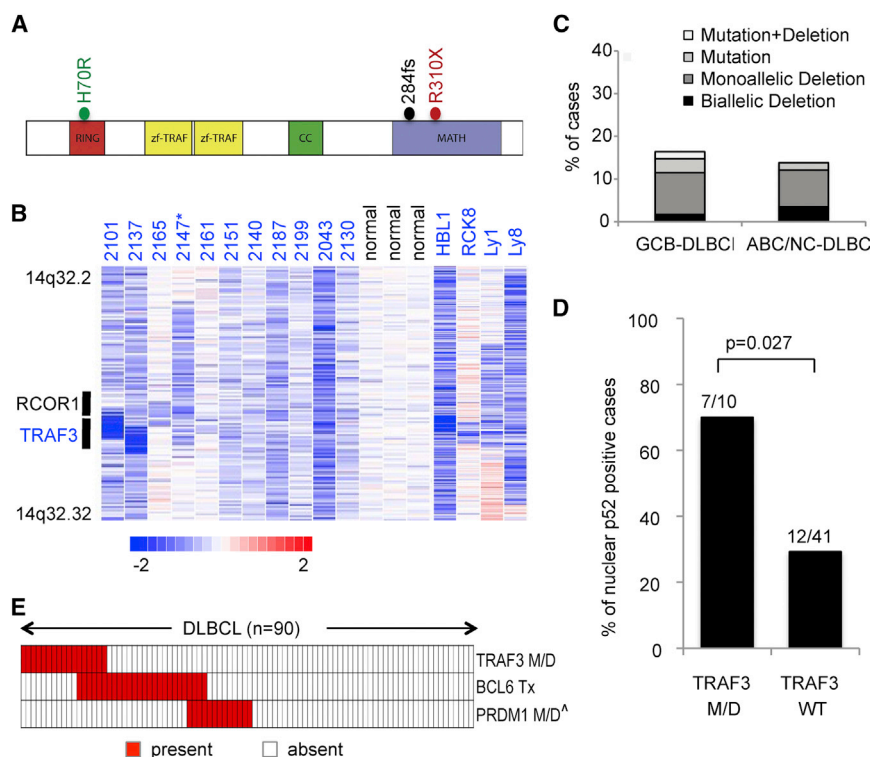 A
H70R
284fs
R310X
RING
zf-TRAF
zf-TRAF
CC
MATH
B
2101
2137
2165
2147*
2161
2151
2140
2187
2199
2043
2130
normal
normal
normal
HBL1
RCK8
Ly1
Ly8
14q32.2
RCOR1
TRAF3
14q32.32
-2
2
C
Mutation+Deletion
Mutation
Monoallelic Deletion
Biallelic Deletion
% of cases
40
30
20
10
0
GCB-DLBCl
ABC/NC-DLBC
D
p=0.027
% of nuclear p52 positive cases
100
80
60
40
20
0
7/10
12/41
TRAF3
M/D
TRAF3
WT
E
DLBCL (n=90)
TRAF3 M/D
BCL6 Tx
PRDM1 M/D^
present
absent